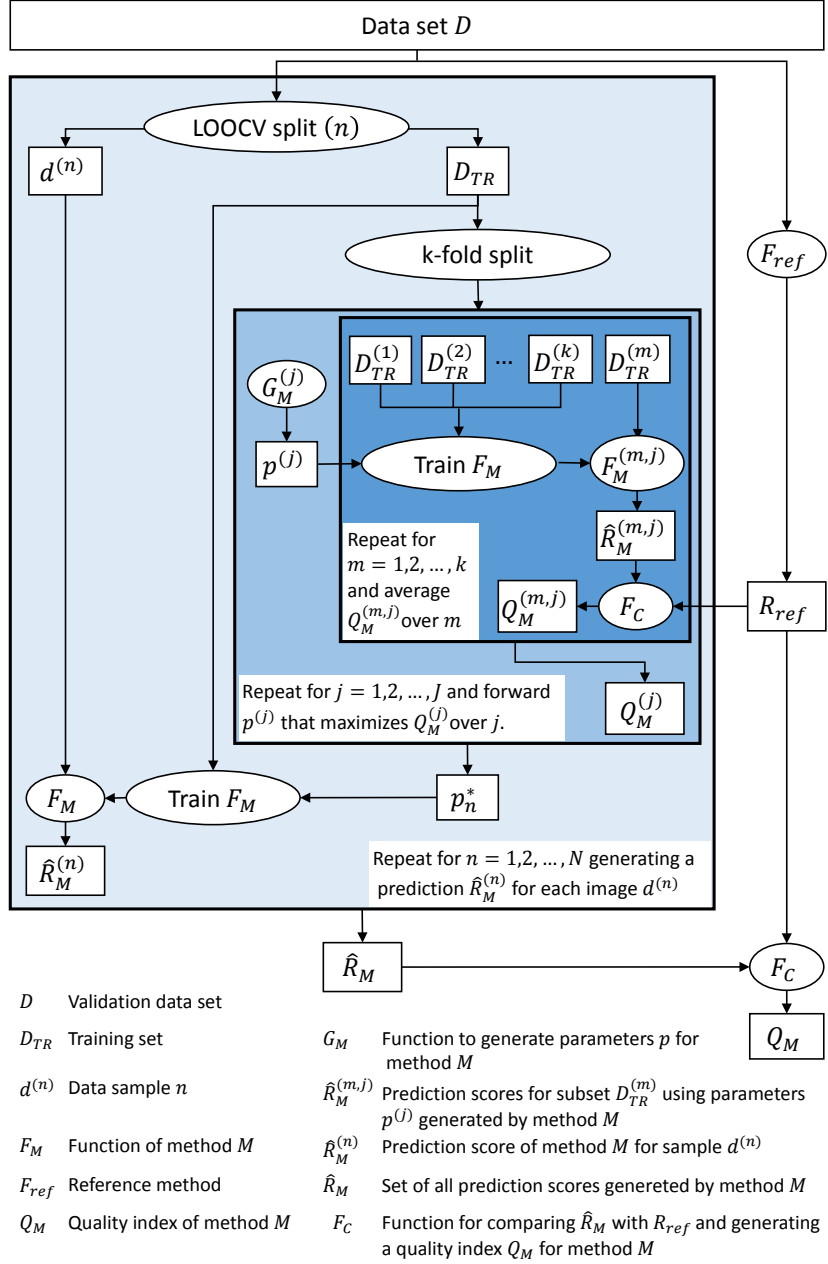 Data set D
LOOCV split (n)
d^(n)
D_TR
k-fold split
F_ref
D_TR^(1) D_TR^(2) ... D_TR^(k) D_TR^(m)
G_M^(j)
p^(j)
Train F_M
F_M^(m,j)
Repeat for
m = 1,2, ..., k
and average
Q_M^(m,j) over m
R̂_M^(m,j)
Q_M^(m,j)
F_C
R_ref
Repeat for j = 1,2, ..., J and forward
p^(j) that maximizes Q_M^(j) over j.
Q_M^(j)
F_M
Train F_M
p_n^*
R̂_M^(n)
Repeat for n = 1,2, ..., N generating a
prediction R̂_M^(n) for each image d^(n)
R̂_M
F_C
Q_M
D Validation data set
D_TR Training set
d^(n) Data sample n
F_M Function of method M
F_ref Reference method
Q_M Quality index of method M
G_M Function to generate parameters p for
method M
R̂_M^(m,j) Prediction scores for subset D_TR^(m) using parameters
p^(j) generated by method M
R̂_M^(n) Prediction score of method M for sample d^(n)
R̂_M Set of all prediction scores genereted by method M
F_C Function for comparing R̂_M with R_ref and generating
a quality index Q_M for method M